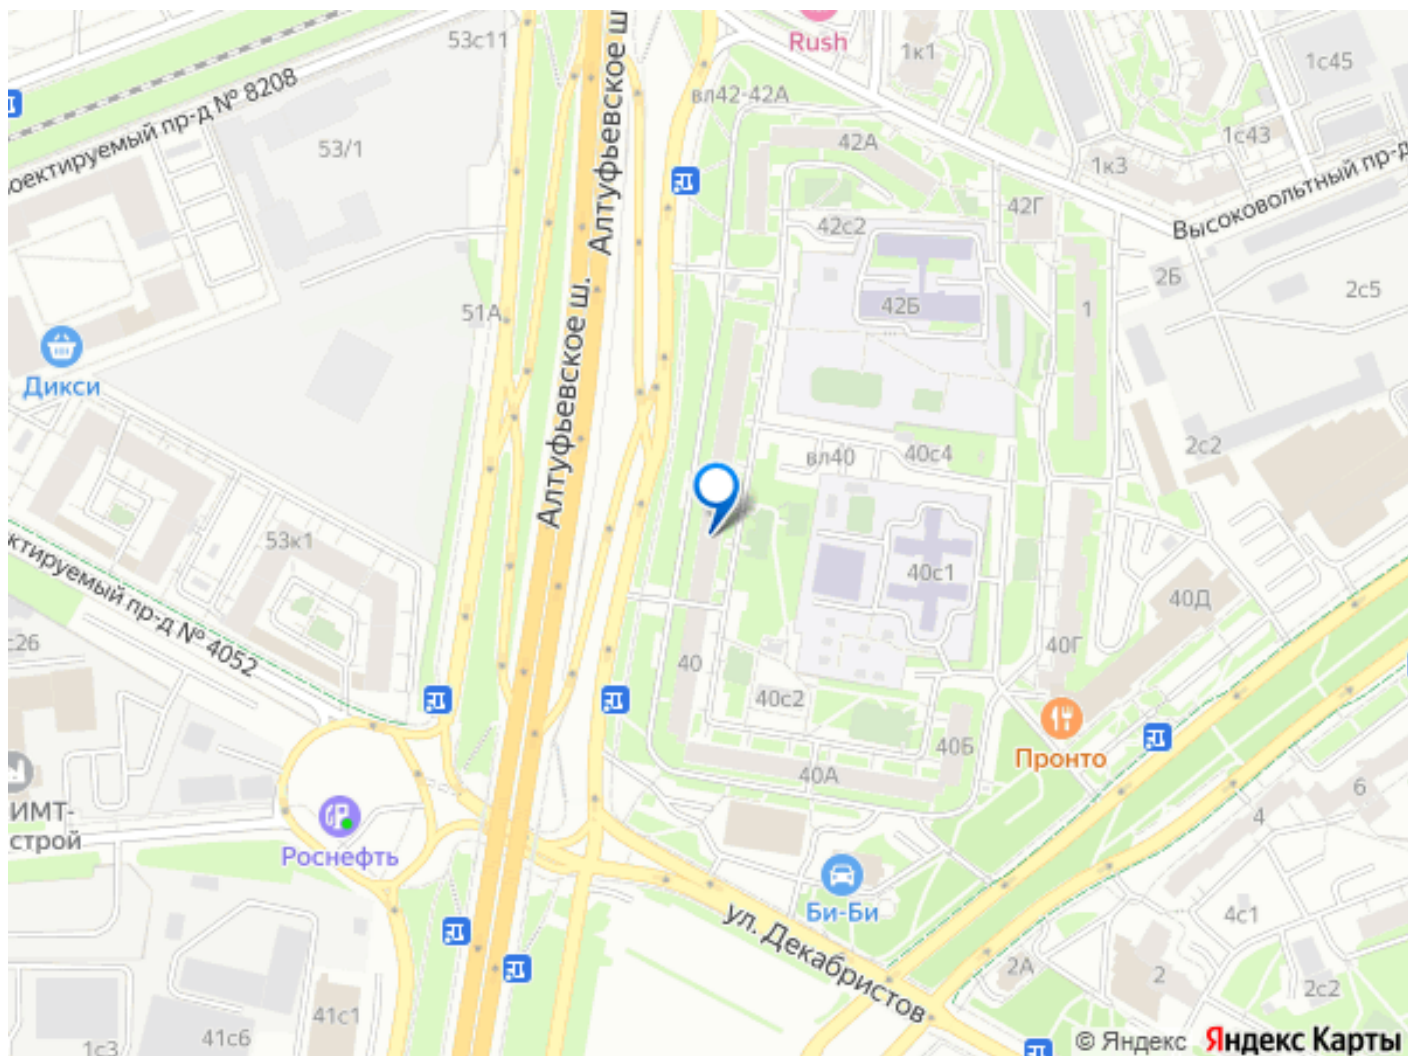 53с11
Алтуфьевское ш.
Rush
1к1
1с45
оектируемый пр-д № 8208
вл42-42А
53/1
42А
1с43
1к3
Высоковольтный пр-д
42Г
42с2
2Б
2с5
42Б
1
51А
Алтуфьевское ш.
Дикси
2с2
вл40
40с4
53к1
40с1
40Д
ктируемый пр-д № 4052
с26
40Г
40
40с2
40Б
Пронто
40А
6
4
ИМТ-
строй
Роснефть
Би-Би
4с1
ул. Декабристов
2А
2
2с2
41с1
41с6
1с3
© Яндекс
Яндекс Карты